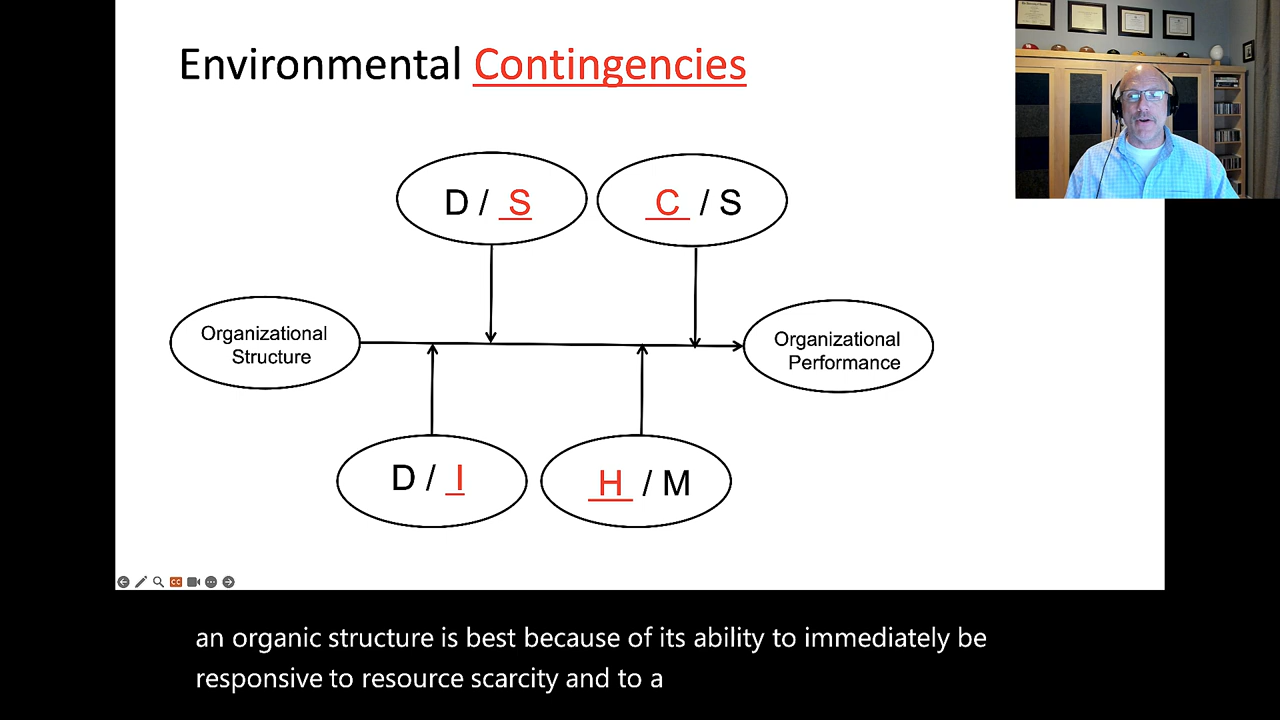 Environmental Contingencies
D / S
C / S
Organizational
Structure
Organizational
Performance
D / I
H / M
CC
an organic structure is best because of its ability to immediately be
responsive to resource scarcity and to a